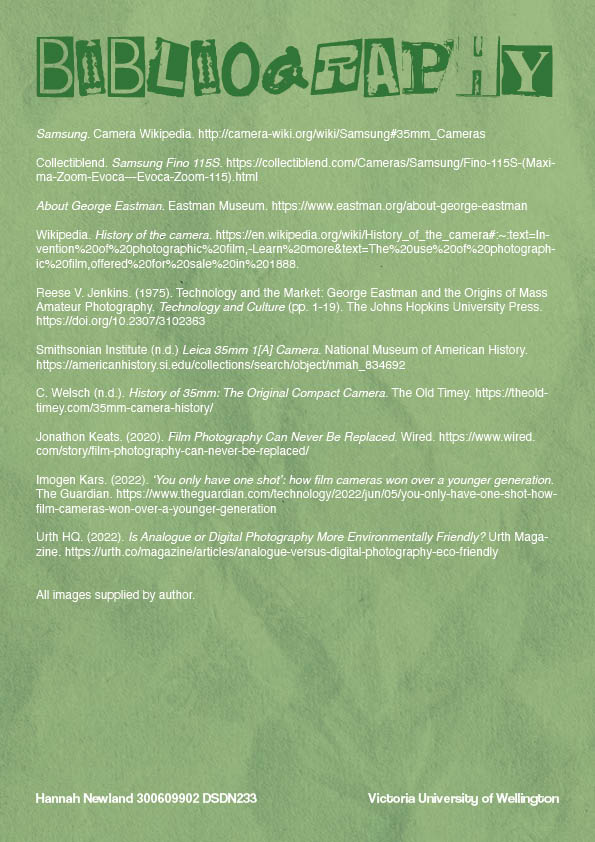 BIBLIOGRAPHY
Samsung. Camera Wikipedia. http://camera-wiki.org/wiki/Samsung#35mm_Cameras
Collectiblend. Samsung Fino 115S. https://collectiblend.com/Cameras/Samsung/Fino-115S-(Maxi-
ma-Zoom-Evoca---Evoca-Zoom-115).html
About George Eastman. Eastman Museum. https://www.eastman.org/about-george-eastman
Wikipedia. History of the camera. https://en.wikipedia.org/wiki/History_of_the_camera#:~:text=In-
vention%20of%20photographic%20film,-Learn%20more&text=The%20use%20of%20photograph-
ic%20film,offered%20for%20sale%20in%201888.
Reese V. Jenkins. (1975). Technology and the Market: George Eastman and the Origins of Mass
Amateur Photography. Technology and Culture (pp. 1-19). The Johns Hopkins University Press.
https://doi.org/10.2307/3102363
Smithsonian Institute (n.d.) Leica 35mm 1[A] Camera. National Museum of American History.
https://americanhistory.si.edu/collections/search/object/nmah_834692
C. Welsch (n.d.). History of 35mm: The Original Compact Camera. The Old Timey. https://theold-
timey.com/35mm-camera-history/
Jonathon Keats. (2020). Film Photography Can Never Be Replaced. Wired. https://www.wired.
com/story/film-photography-can-never-be-replaced/
Imogen Kars. (2022). ‘You only have one shot’: how film cameras won over a younger generation.
The Guardian. https://www.theguardian.com/technology/2022/jun/05/you-only-have-one-shot-how-
film-cameras-won-over-a-younger-generation
Urth HQ. (2022). Is Analogue or Digital Photography More Environmentally Friendly? Urth Maga-
zine. https://urth.co/magazine/articles/analogue-versus-digital-photography-eco-friendly
All images supplied by author.
Hannah Newland 300609902 DSDN233
Victoria University of Wellington